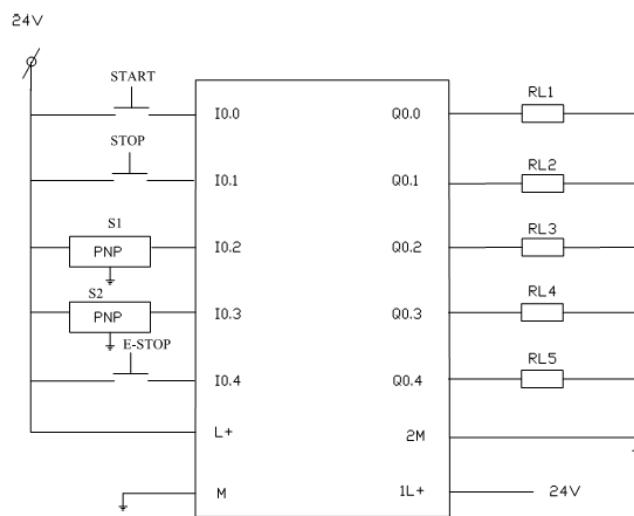 24V
START
I0.0
Q0.0
RL1
STOP
I0.1
Q0.1
RL2
S1
PNP
I0.2
Q0.2
RL3
S2
PNP
I0.3
Q0.3
RL4
E-STOP
I0.4
Q0.4
RL5
L+
2M
M
1L+
24V